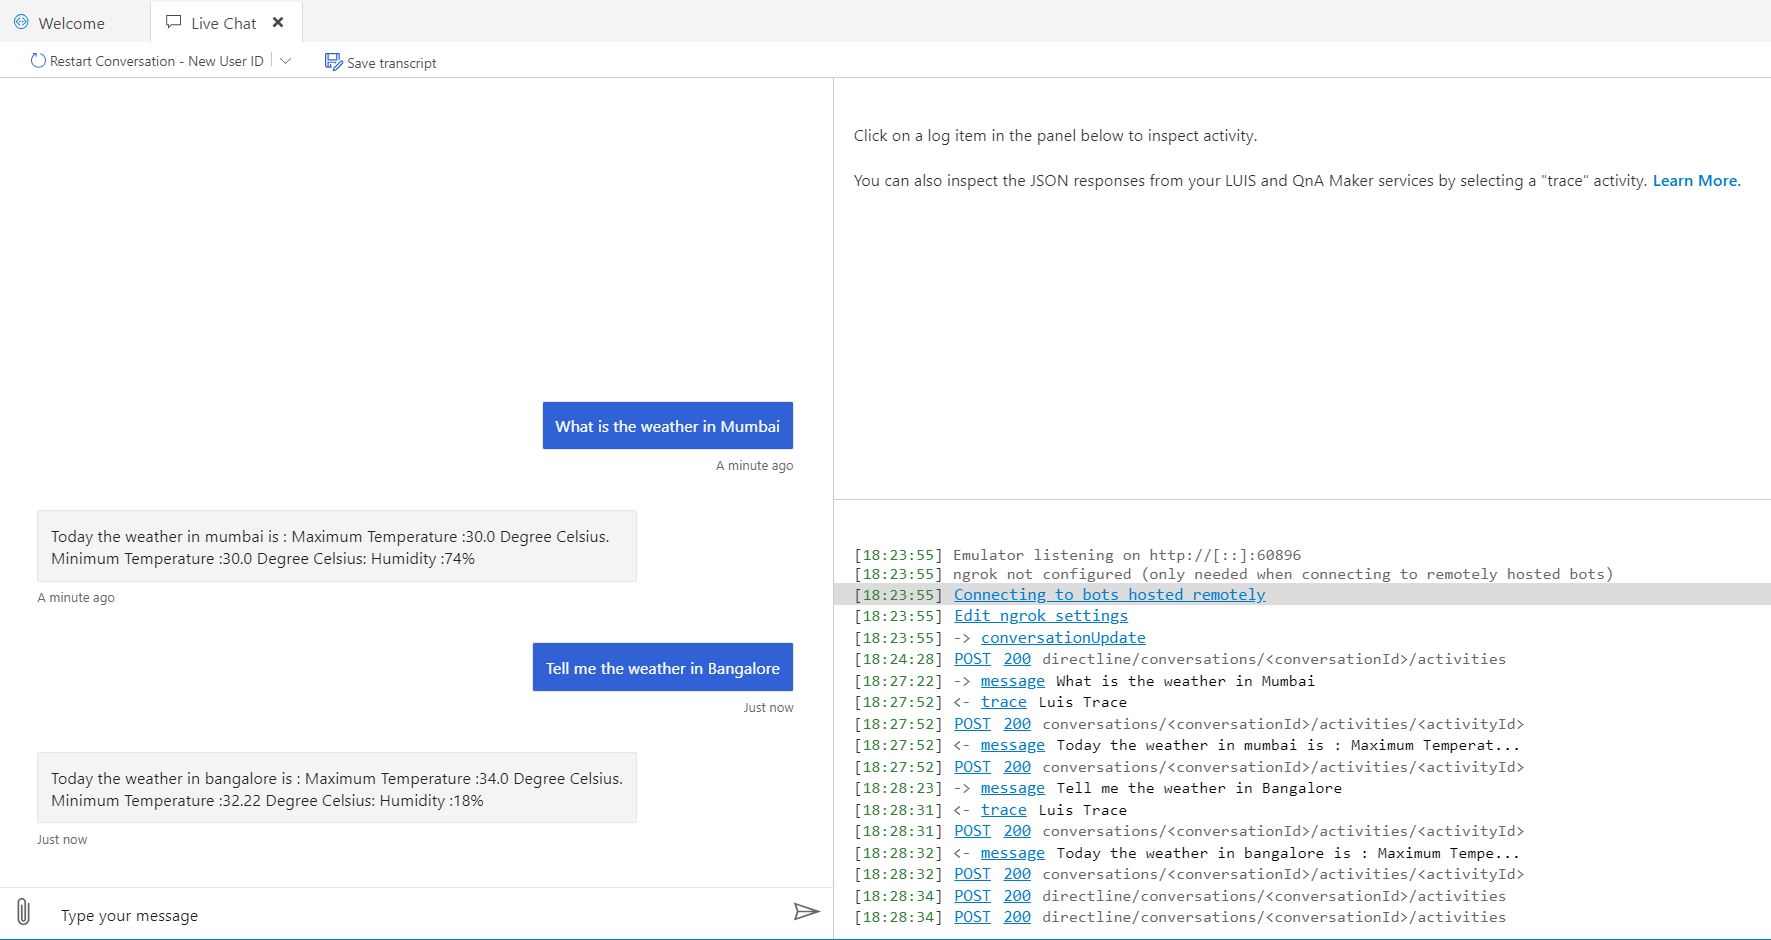 Welcome
Live Chat
Restart Conversation - New User ID
Save transcript
What is the weather in Mumbai
A minute ago
Today the weather in mumbai is : Maximum Temperature :30.0 Degree Celsius.
Minimum Temperature :30.0 Degree Celsius: Humidity :74%
A minute ago
Tell me the weather in Bangalore
Just now
Today the weather in bangalore is : Maximum Temperature :34.0 Degree Celsius.
Minimum Temperature :32.22 Degree Celsius: Humidity :18%
Just now
Type your message
Click on a log item in the panel below to inspect activity.
You can also inspect the JSON responses from your LUIS and QnA Maker services by selecting a "trace" activity. Learn More.
[18:23:55] Emulator listening on http://[::]:60896
[18:23:55] ngrok not configured (only needed when connecting to remotely hosted bots)
[18:23:55] Connecting to bots hosted remotely
[18:23:55] Edit ngrok settings
[18:23:55] -> conversationUpdate
[18:24:28] POST 200 directline/conversations/<conversationId>/activities
[18:27:22] -> message What is the weather in Mumbai
[18:27:52] <- trace Luis Trace
[18:27:52] POST 200 conversations/<conversationId>/activities/<activityId>
[18:27:52] <- message Today the weather in mumbai is : Maximum Temperat...
[18:27:52] POST 200 conversations/<conversationId>/activities/<activityId>
[18:28:23] -> message Tell me the weather in Bangalore
[18:28:31] <- trace Luis Trace
[18:28:31] POST 200 conversations/<conversationId>/activities/<activityId>
[18:28:32] <- message Today the weather in bangalore is : Maximum Tempe...
[18:28:32] POST 200 conversations/<conversationId>/activities/<activityId>
[18:28:34] POST 200 directline/conversations/<conversationId>/activities
[18:28:34] POST 200 directline/conversations/<conversationId>/activities